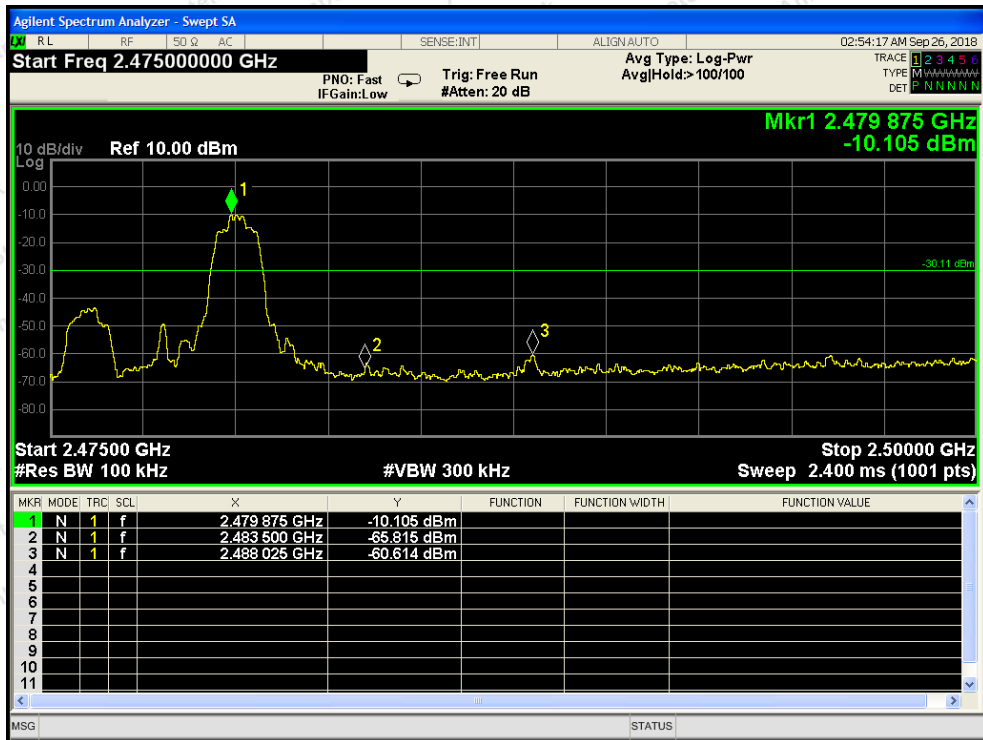 Agilent Spectrum Analyzer - Swept SA
LXI RL RF 50 Ω AC SENSE:INT ALIGNAUTO 02:54:17 AM Sep 26, 2018
Start Freq 2.475000000 GHz
PNO: Fast
IFGain:Low
Trig: Free Run
#Atten: 20 dB
Avg Type: Log-Pwr
Avg|Hold:>100/100
TRACE 1 2 3 4 5 6
TYPE M WWWWW
DET P N N N N N
Mkr1 2.479 875 GHz
-10.105 dBm
10 dB/div Ref 10.00 dBm
Log
0.00
-10.0
-20.0
-30.0
-40.0
-50.0
-60.0
-70.0
-80.0
1
2
3
-30.11 dBm
Start 2.47500 GHz Stop 2.50000 GHz
#Res BW 100 kHz #VBW 300 kHz Sweep 2.400 ms (1001 pts)
MKR MODE TRC SCL X Y FUNCTION FUNCTION WIDTH FUNCTION VALUE
1 N 1 f 2.479 875 GHz -10.105 dBm
2 N 1 f 2.483 500 GHz -65.815 dBm
3 N 1 f 2.488 025 GHz -60.614 dBm
4
5
6
7
8
9
10
11
MSG STATUS